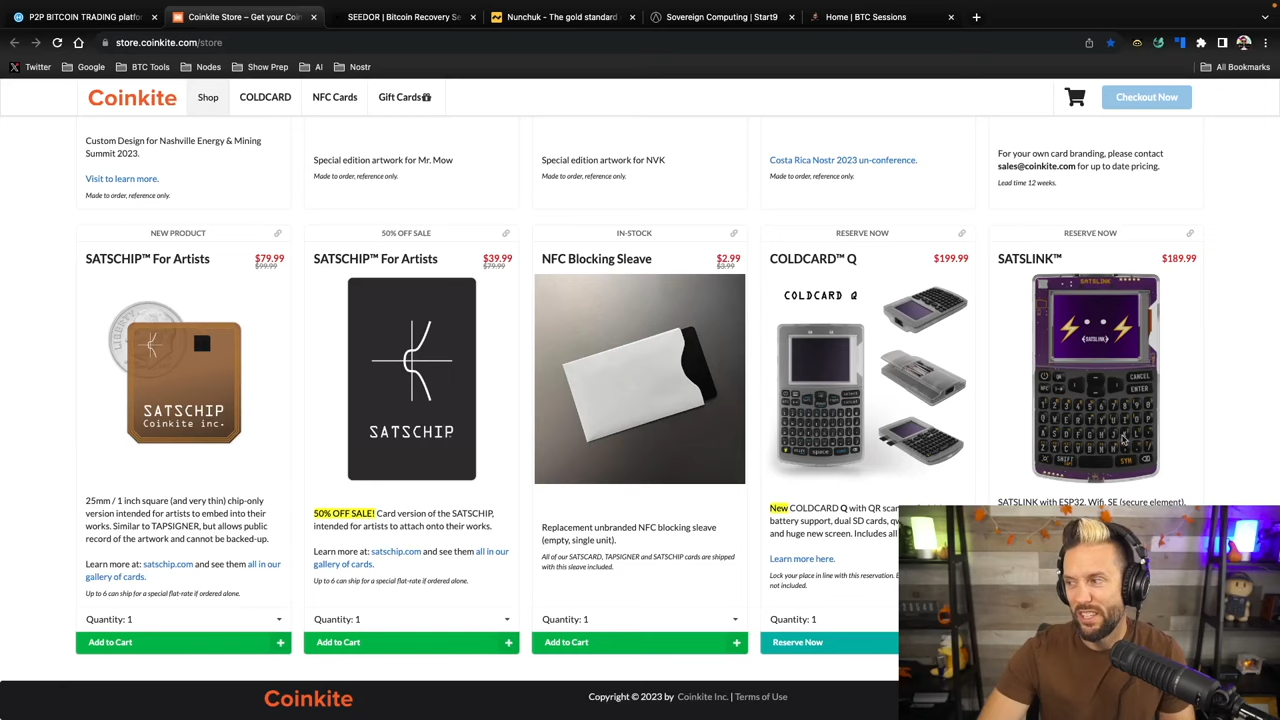 P2P BITCOIN TRADING platfor
Coinkite Store – Get your Coin
SEEDOR | Bitcoin Recovery Se
Nunchuk - The gold standard
Sovereign Computing | Start9
Home | BTC Sessions
store.coinkite.com/store
Twitter
Google
BTC Tools
Nodes
Show Prep
AI
Nostr
All Bookmarks
Coinkite
Shop
COLDCARD
NFC Cards
Gift Cards
Checkout Now
Custom Design for Nashville Energy & Mining
Summit 2023.
Visit to learn more.
Made to order, reference only.
Special edition artwork for Mr. Mow
Made to order, reference only.
Special edition artwork for NVK
Made to order, reference only.
Costa Rica Nostr 2023 un-conference.
Made to order, reference only.
For your own card branding, please contact
sales@coinkite.com for up to date pricing.
Lead time 12 weeks.
NEW PRODUCT
SATSCHIP™ For Artists
$79.99
$99.99
SATSCHIP
Coinkite inc.
25mm / 1 inch square (and very thin) chip-only
version intended for artists to embed into their
works. Similar to TAPSIGNER, but allows public
record of the artwork and cannot be backed-up.
Learn more at: satschip.com and see them all in our
gallery of cards.
Up to 6 can ship for a special flat-rate if ordered alone.
Quantity: 1
Add to Cart +
50% OFF SALE
SATSCHIP™ For Artists
$39.99
$79.99
SATSCHIP
50% OFF SALE! Card version of the SATSCHIP,
intended for artists to attach onto their works.
Learn more at: satschip.com and see them all in our
gallery of cards.
Up to 6 can ship for a special flat-rate if ordered alone.
Quantity: 1
Add to Cart +
IN-STOCK
NFC Blocking Sleave
$2.99
$3.99
Replacement unbranded NFC blocking sleave
(empty, single unit).
All of our SATSCARD, TAPSIGNER and SATSCHIP cards are shipped
with this sleave included.
Quantity: 1
Add to Cart +
RESERVE NOW
COLDCARD™ Q
$199.99
COLDCARD Q
New COLDCARD Q with QR scan
battery support, dual SD cards, qw
and huge new screen. Includes all
Learn more here.
Lock your place in line with this reservation.
not included.
Quantity: 1
Reserve Now
RESERVE NOW
SATSLINK™
$189.99
SATSLINK
SATSLINK
CANCEL
ENTER
SHIFT
SYM
SATSLINK with ESP32, Wifi, SE (secure element),
Coinkite
Copyright © 2023 by Coinkite Inc. | Terms of Use